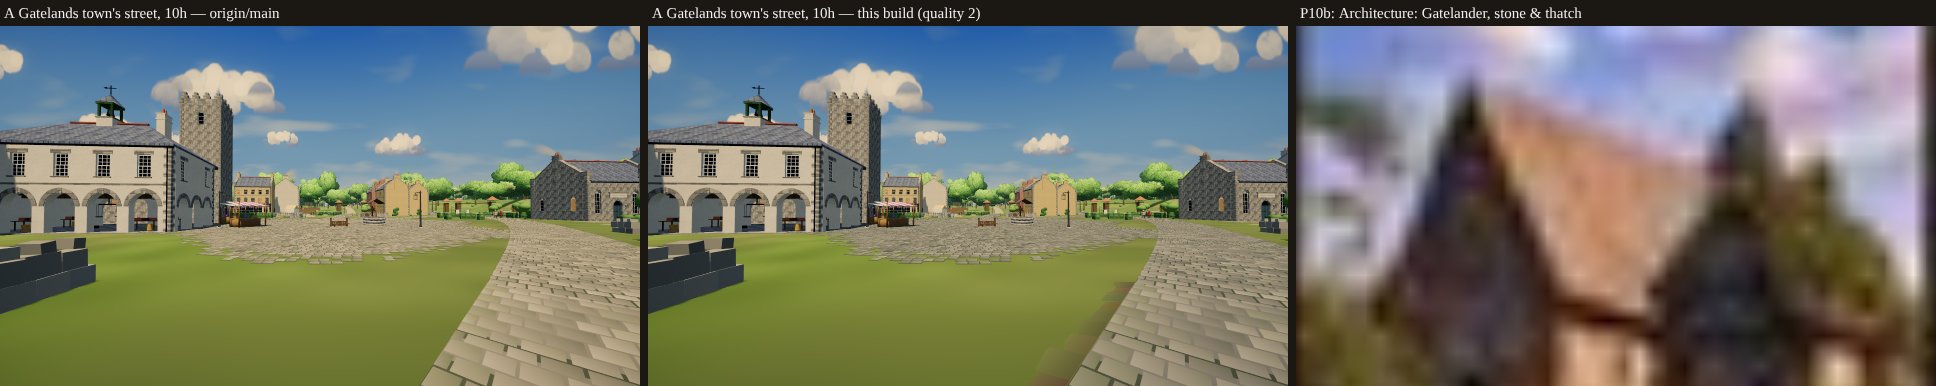 A Gatelands town's street, 10h — origin/main
A Gatelands town's street, 10h — this build (quality 2)
P10b: Architecture: Gatelander, stone & thatch